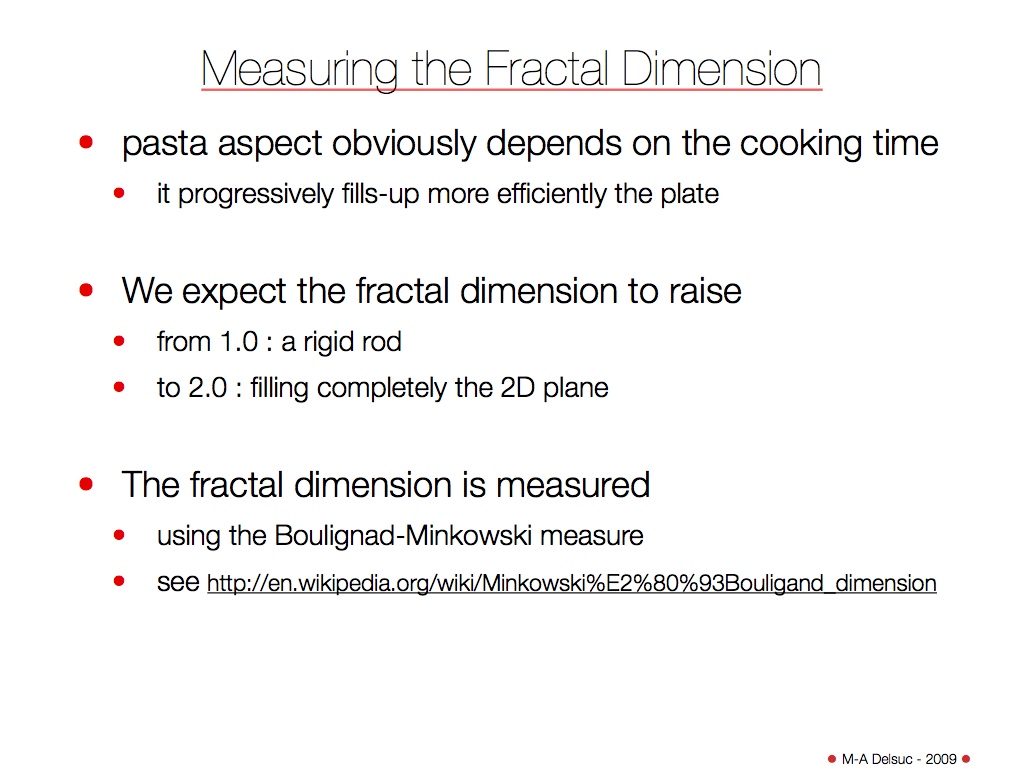 Measuring the Fractal Dimension
• pasta aspect obviously depends on the cooking time
• it progressively fills-up more efficiently the plate
• We expect the fractal dimension to raise
• from 1.0 : a rigid rod
• to 2.0 : filling completely the 2D plane
• The fractal dimension is measured
• using the Boulignad-Minkowski measure
• see http://en.wikipedia.org/wiki/Minkowski%E2%80%93Bouligand_dimension
• M-A Delsuc - 2009 •